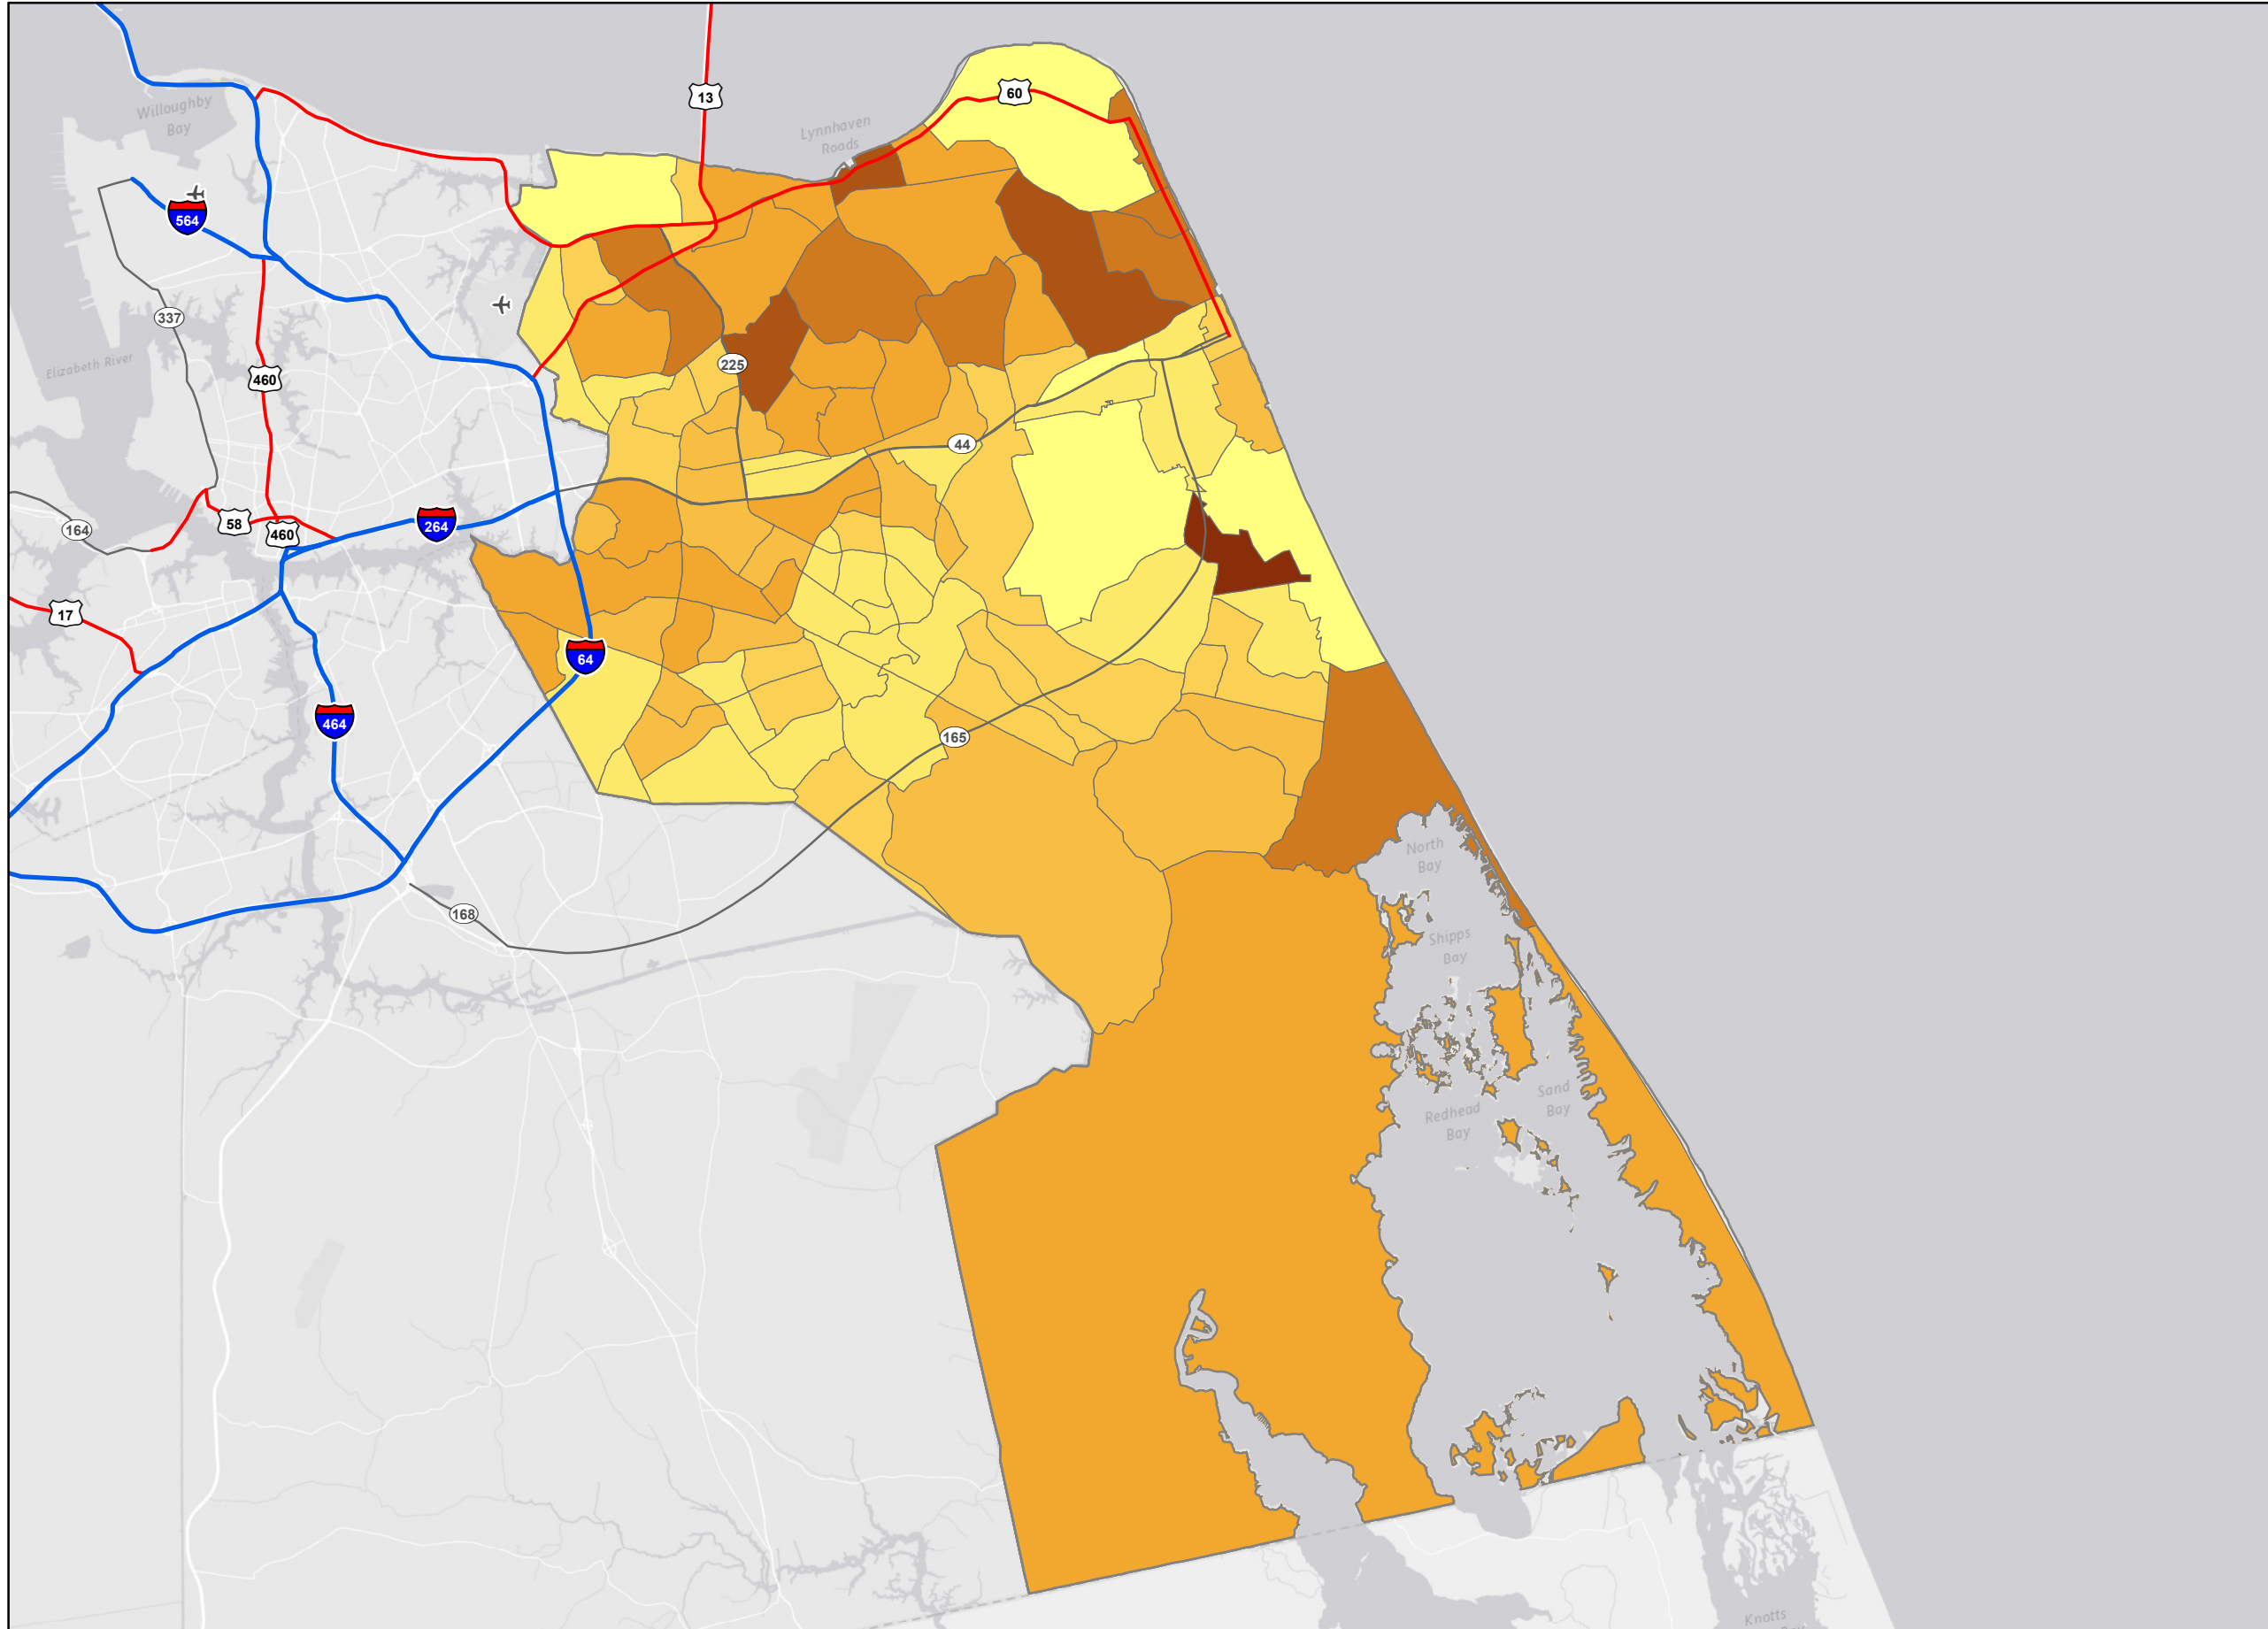 Willoughby
Bay
13
60
Lynnhaven
Roads
564
337
Elizabeth River
460
225
44
164
58
460
264
17
64
464
165
168
North
Bay
Shipps
Bay
Sand
Bay
Redhead
Bay
Knotts